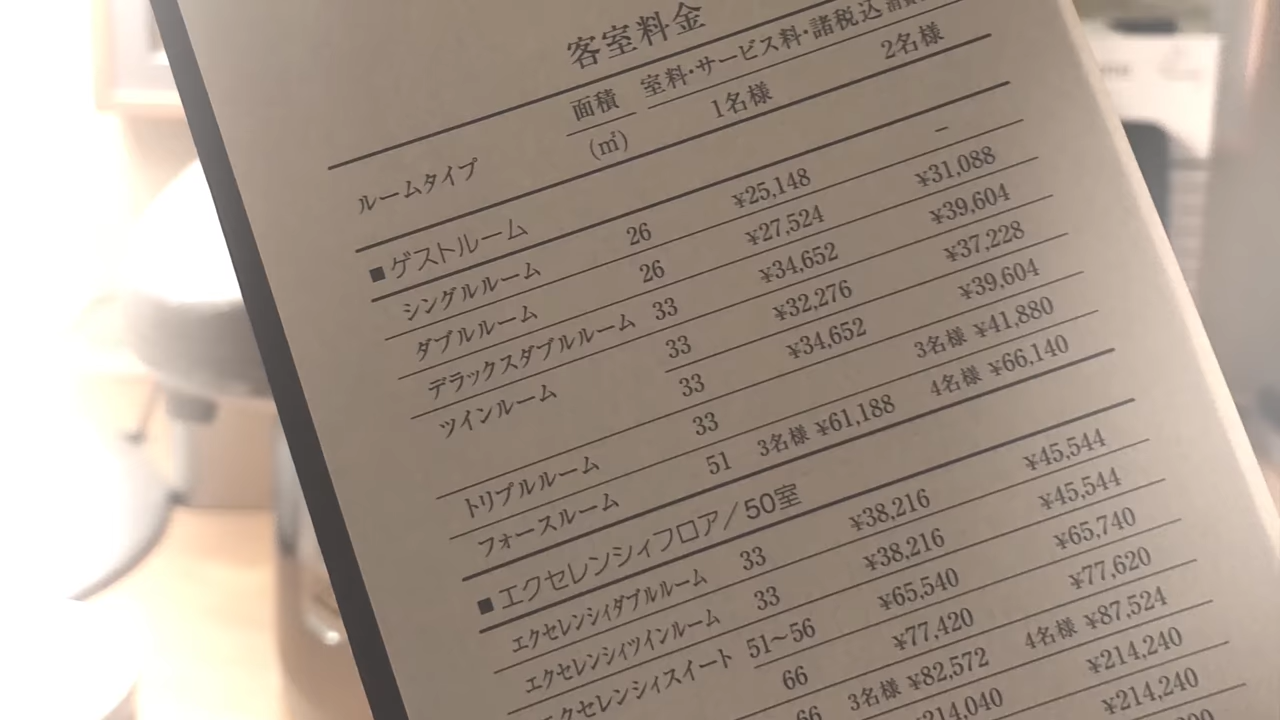 客室料金
ルームタイプ 面積 (㎡) 室料・サービス料・諸税込
1名様 2名様
■ゲストルーム
シングルルーム 26 ¥25,148 –
ダブルルーム 26 ¥27,524 ¥31,088
デラックスダブルルーム 33 ¥34,652 ¥39,604
ツインルーム 33 ¥32,276 ¥37,228
33 ¥34,652 ¥39,604
トリプルルーム 33 3名様 ¥41,880
フォースルーム 51 3名様 ¥61,188 4名様 ¥66,140
■エクセレンシィフロア/50室
エクセレンシィダブルルーム 33 ¥38,216 ¥45,544
エクセレンシィツインルーム 33 ¥38,216 ¥45,544
エクセレンシィスイート 51～56 ¥65,540 ¥65,740
66 ¥77,420 ¥77,620
66 3名様 ¥82,572 4名様 ¥87,524
214,040 ¥214,240
¥214,240